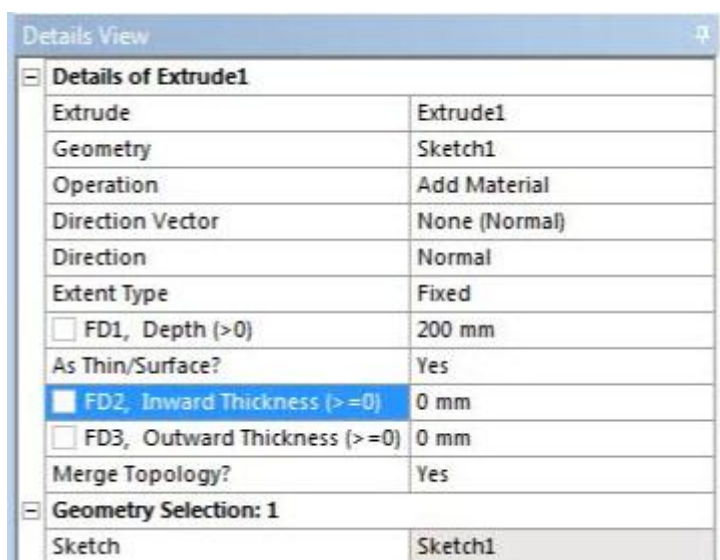 Details View
Details of Extrude1
Extrude Extrude1
Geometry Sketch1
Operation Add Material
Direction Vector None (Normal)
Direction Normal
Extent Type Fixed
FD1, Depth (>0) 200 mm
As Thin/Surface? Yes
FD2, Inward Thickness (>=0) 0 mm
FD3, Outward Thickness (>=0) 0 mm
Merge Topology? Yes
Geometry Selection: 1
Sketch Sketch1